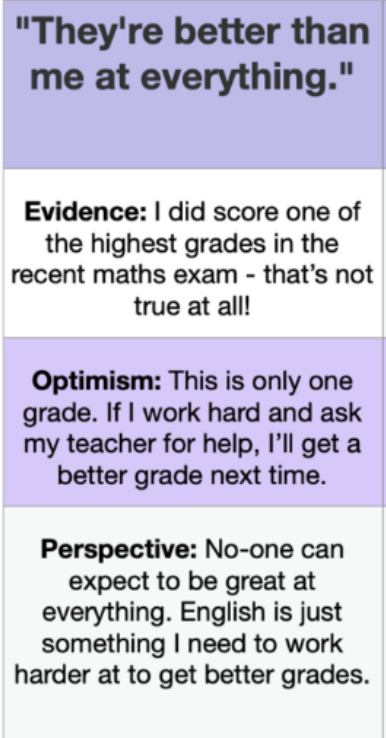 "They're better than
me at everything."
Evidence: I did score one of
the highest grades in the
recent maths exam - that's not
true at all!
Optimism: This is only one
grade. If I work hard and ask
my teacher for help, I'll get a
better grade next time.
Perspective: No-one can
expect to be great at
everything. English is just
something I need to work
harder at to get better grades.